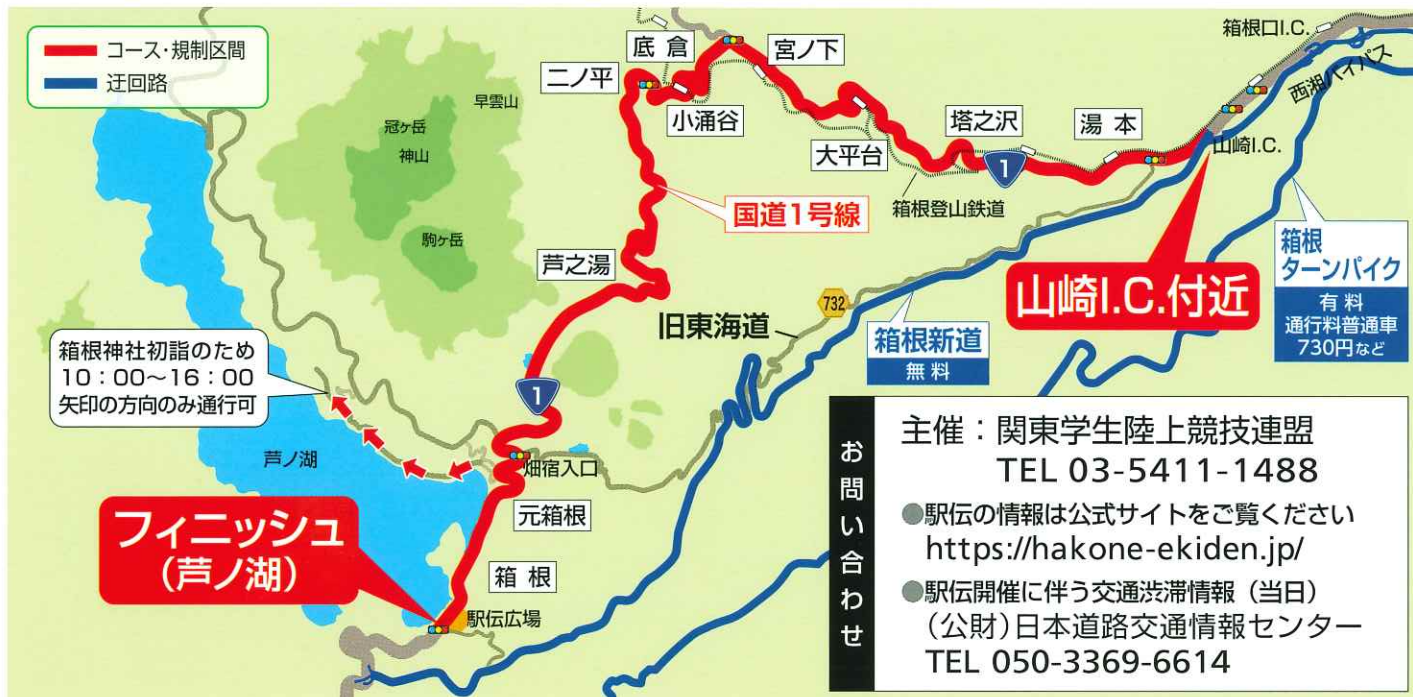 コース・規制区間
迂回路
底倉
宮ノ下
箱根口I.C.
西湘バイパス
二ノ平
早雲山
冠ヶ岳
神山
駒ヶ岳
小涌谷
大平台
塔之沢
湯本
山崎I.C.
1
箱根登山鉄道
国道1号線
芦之湯
山崎I.C.付近
箱根
ターンパイク
有料
通行料普通車
730円など
732
旧東海道
箱根新道
無料
箱根神社初詣のため
10：00～16：00
矢印の方向のみ通行可
1
芦ノ湖
畑宿入口
元箱根
フィニッシュ
(芦ノ湖)
箱根
駅伝広場
お問い合わせ
主催：関東学生陸上競技連盟
TEL 03-5411-1488
●駅伝の情報は公式サイトをご覧ください
https://hakone-ekiden.jp/
●駅伝開催に伴う交通渋滞情報（当日）
(公財)日本道路交通情報センター
TEL 050-3369-6614